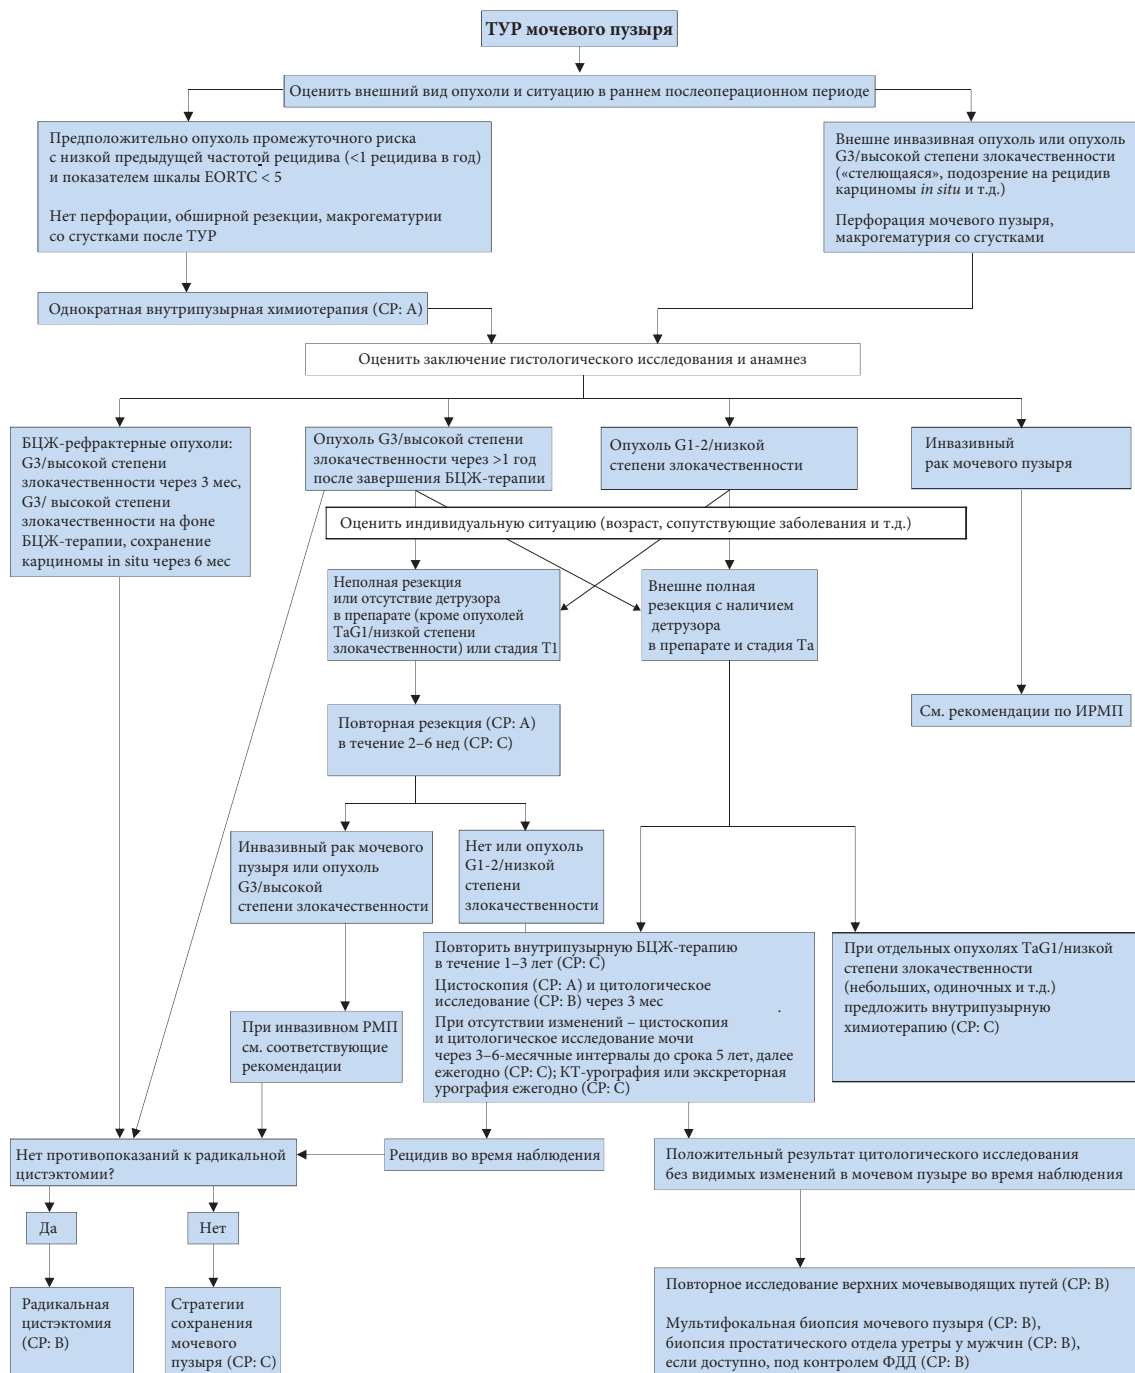 ТУР мочевого пузыря
Оценить внешний вид опухоли и ситуацию в раннем послеоперационном периоде
Предположительно опухоль промежуточного риска
с низкой предыдущей частотой рецидива (<1 рецидива в год)
и показателем шкалы EORTC < 5
Нет перфорации, обширной резекции, макрогематурии
со сгустками после ТУР
Внешне инвазивная опухоль или опухоль
G3/высокой степени злокачественности
(«стелющаяся», подозрение на рецидив
карциномы in situ и т.д.)
Перфорация мочевого пузыря,
макрогематурия со сгустками
Однократная внутрипузырная химиотерапия (СР: А)
Оценить заключение гистологического исследования и анамнез
БЦЖ-рефрактерные опухоли:
G3/высокой степени
злокачественности через 3 мес,
G3/ высокой степени
злокачественности на фоне
БЦЖ-терапии, сохранение
карциномы in situ через 6 мес
Опухоль G3/высокой степени
злокачественности через >1 год
после завершения БЦЖ-терапии
Опухоль G1-2/низкой
степени злокачественности
Инвазивный
рак мочевого пузыря
Оценить индивидуальную ситуацию (возраст, сопутствующие заболевания и т.д.)
Неполная резекция
или отсутствие детрузора
в препарате (кроме опухолей
TaG1/низкой степени
злокачественности) или стадия T1
Внешне полная
резекция с наличием
детрузора
в препарате и стадия Ta
См. рекомендации по ИРМП
Повторная резекция (СР: А)
в течение 2–6 нед (СР: С)
Инвазивный рак мочевого
пузыря или опухоль
G3/высокой
степени злокачественности
Нет или опухоль
G1-2/низкой
степени
злокачественности
Повторить внутрипузырную БЦЖ-терапию
в течение 1–3 лет (СР: С)
Цистоскопия (СР: А) и цитологическое
исследование (СР: В) через 3 мес
При отсутствии изменений – цистоскопия
и цитологическое исследование мочи
через 3–6-месячные интервалы до срока 5 лет, далее
ежегодно (СР: С); КТ-урография или экскреторная
урография ежегодно (СР: С)
При отдельных опухолях TaG1/низкой
степени злокачественности
(небольших, одиночных и т.д.)
предложить внутрипузырную
химиотерапию (СР: С)
При инвазивном РМП
см. соответствующие
рекомендации
Нет противопоказаний к радикальной
цистэктомии?
Рецидив во время наблюдения
Положительный результат цитологического исследования
без видимых изменений в мочевом пузыре во время наблюдения
Да
Нет
Радикальная
цистэктомия
(СР: В)
Стратегии
сохранения
мочевого
пузыря (СР: С)
Повторное исследование верхних мочевыводящих путей (СР: В)
Мультифокальная биопсия мочевого пузыря (СР: В),
биопсия простатического отдела уретры у мужчин (СР: В),
если доступно, под контролем ФДД (СР: В)